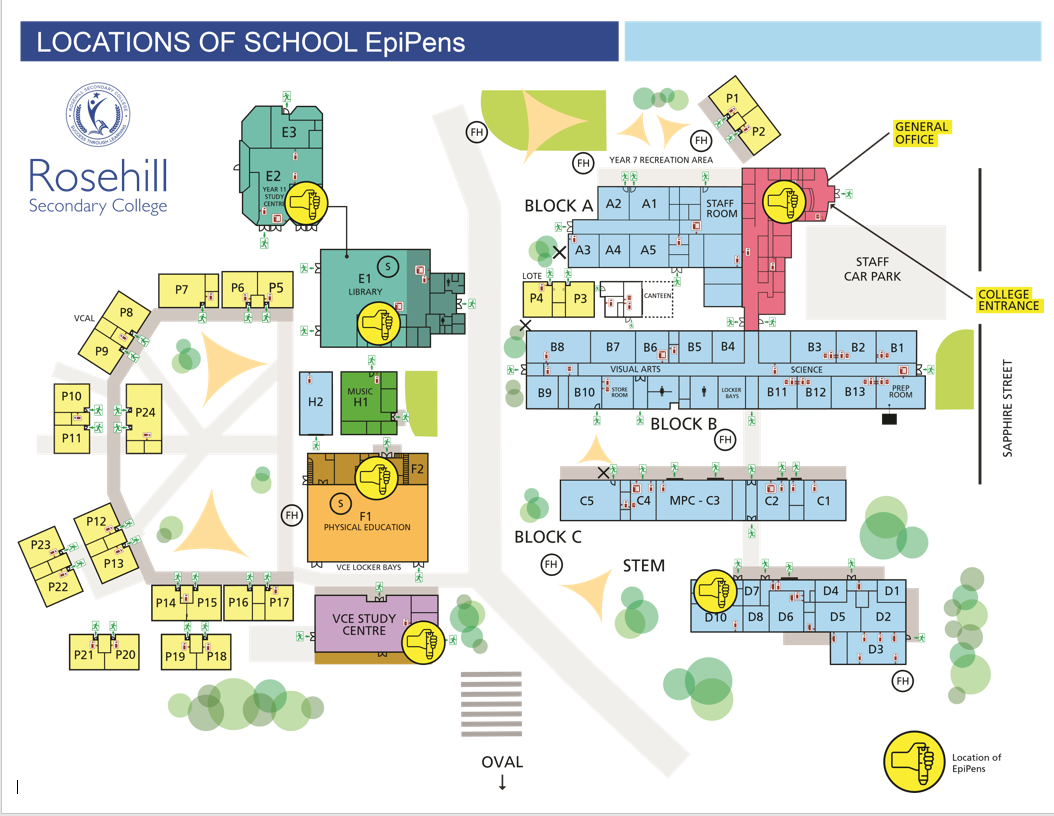 LOCATIONS OF SCHOOL EpiPens
ROSEHILL SECONDARY COLLEGE
SUCCESS THROUGH LEARNING
Rosehill
Secondary College
E3
E2
YEAR 11
STUDY
CENTRE
FH
FH
FH
YEAR 7 RECREATION AREA
P1
P2
GENERAL
OFFICE
BLOCK A
A2
A1
STAFF
ROOM
A3
A4
A5
STAFF
CAR PARK
COLLEGE
ENTRANCE
LOTE
P4
P3
CANTEEN
E1
S
LIBRARY
P7
P6
P5
VCAL
P8
P9
B8
B7
B6
B5
B4
B3
B2
B1
VISUAL ARTS
SCIENCE
B9
B10
STORE
ROOM
LOCKER
BAYS
B11
B12
B13
PREP
ROOM
BLOCK B
FH
SAPPHIRE STREET
P10
P11
P24
H2
MUSIC
H1
F2
S
F1
PHYSICAL EDUCATION
FH
VCE LOCKER BAYS
C5
C4
MPC - C3
C2
C1
BLOCK C
FH
STEM
P12
P13
P23
P22
P14
P15
P16
P17
P21
P20
P19
P18
VCE STUDY
CENTRE
D7
D4
D1
D10
D8
D6
D5
D2
D3
FH
OVAL
Location of
EpiPens